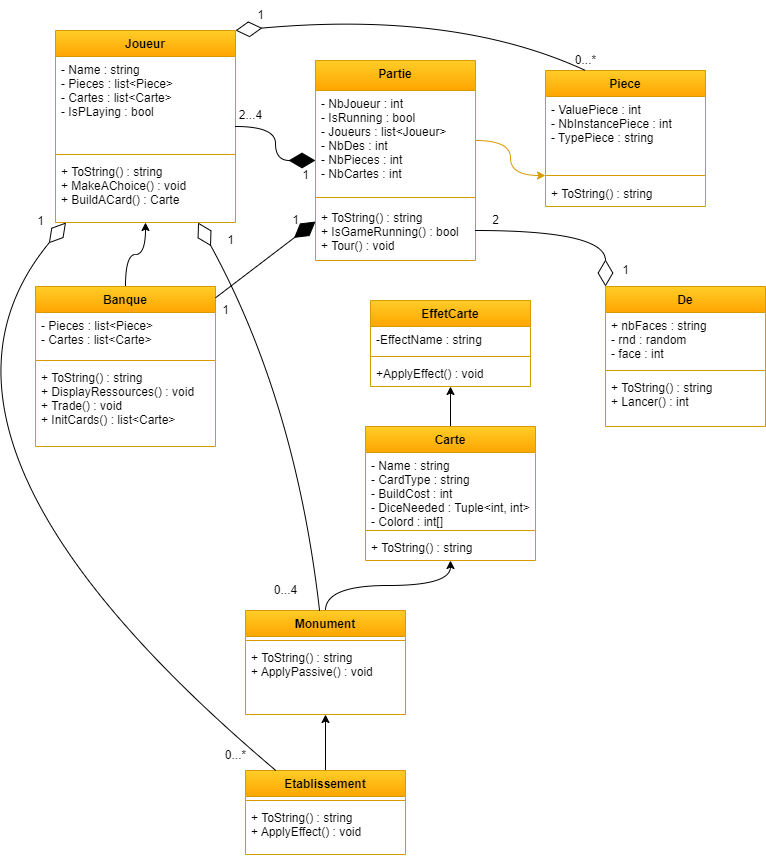 1
Joueur
- Name : string
- Pieces : list<Piece>
- Cartes : list<Carte>
- IsPLaying : bool
+ ToString() : string
+ MakeAChoice() : void
+ BuildACard() : Carte
0...*
Partie
- NbJoueur : int
- IsRunning : bool
- Joueurs : list<Joueur>
- NbDes : int
- NbPieces : int
- NbCartes : int
+ ToString() : string
+ IsGameRunning() : bool
+ Tour() : void
Piece
- ValuePiece : int
- NbInstancePiece : int
- TypePiece : string
+ ToString() : string
2...4
1
1
1
1
2
1
1
Banque
- Pieces : list<Piece>
- Cartes : list<Carte>
+ ToString() : string
+ DisplayRessources() : void
+ Trade() : void
+ InitCards() : list<Carte>
EffetCarte
-EffectName : string
+ApplyEffect() : void
De
+ nbFaces : string
- rnd : random
- face : int
+ ToString() : string
+ Lancer() : int
Carte
- Name : string
- CardType : string
- BuildCost : int
- DiceNeeded : Tuple<int, int>
- Colord : int[]
+ ToString() : string
0...4
Monument
+ ToString() : string
+ ApplyPassive() : void
0...*
Etablissement
+ ToString() : string
+ ApplyEffect() : void